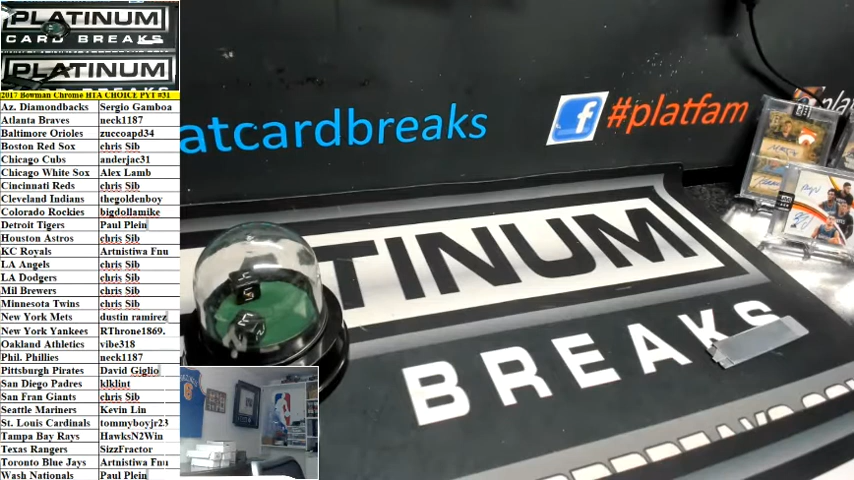 PLATINUM
CARD BREAKS
PLATINUM
2017 Bowman Chrome HTA CHOICE PYT #31
Az. Diamondbacks Sergio Gamboa
Atlanta Braves neck1187
Baltimore Orioles zuccoapd34
Boston Red Sox chris Sib
Chicago Cubs anderjac31
Chicago White Sox Alex Lamb
Cincinnati Reds chris Sib
Cleveland Indians thegoldenboy
Colorado Rockies bigdollamike
Detroit Tigers Paul Plein
Houston Astros chris Sib
KC Royals Artnistiwa Fnu
LA Angels chris Sib
LA Dodgers chris Sib
Mil Brewers chris Sib
Minnesota Twins chris Sib
New York Mets dustin ramirez
New York Yankees RThrone1869.
Oakland Athletics vibe318
Phil. Phillies neck1187
Pittsburgh Pirates David Giglio
San Diego Padres klklint
San Fran Giants chris Sib
Seattle Mariners Kevin Lin
St. Louis Cardinals tommyboyjr23
Tampa Bay Rays HawksN2Win
Texas Rangers SizzFractor
Toronto Blue Jays Artnistiwa Fnu
Wash Nationals Paul Plein
atcardbreaks
f #platfam
TINUM
BREAKS